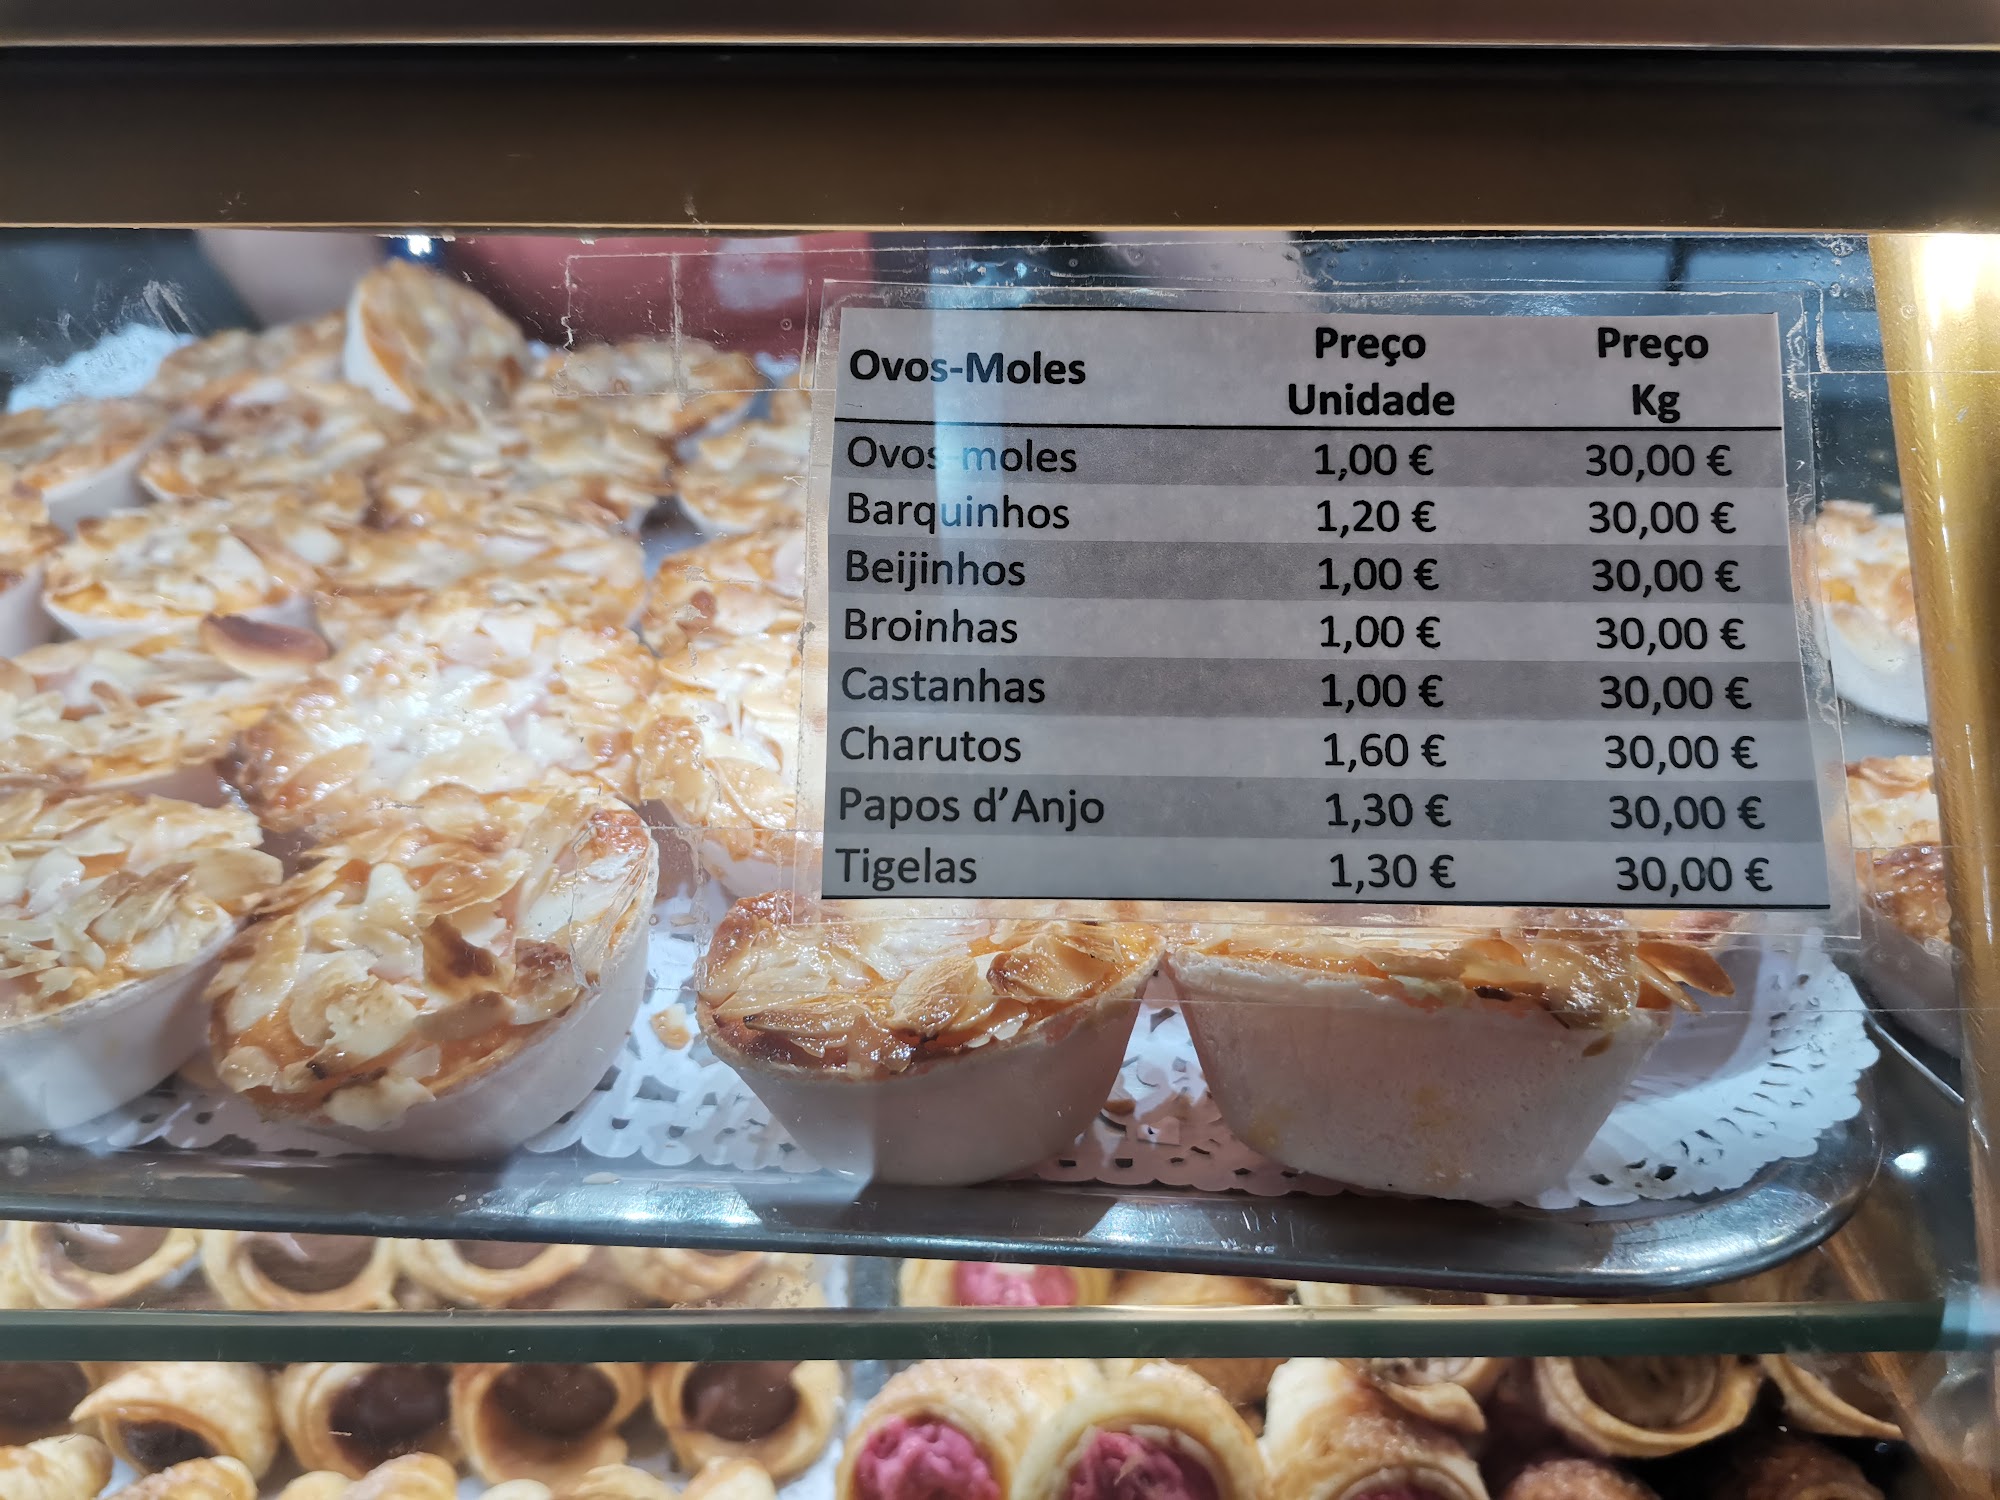 Ovos-Moles Preço Unidade Preço Kg
Ovos-moles 1,00 € 30,00 €
Barquinhos 1,20 € 30,00 €
Beijinhos 1,00 € 30,00 €
Broinhas 1,00 € 30,00 €
Castanhas 1,00 € 30,00 €
Charutos 1,60 € 30,00 €
Papos d’Anjo 1,30 € 30,00 €
Tigelas 1,30 € 30,00 €